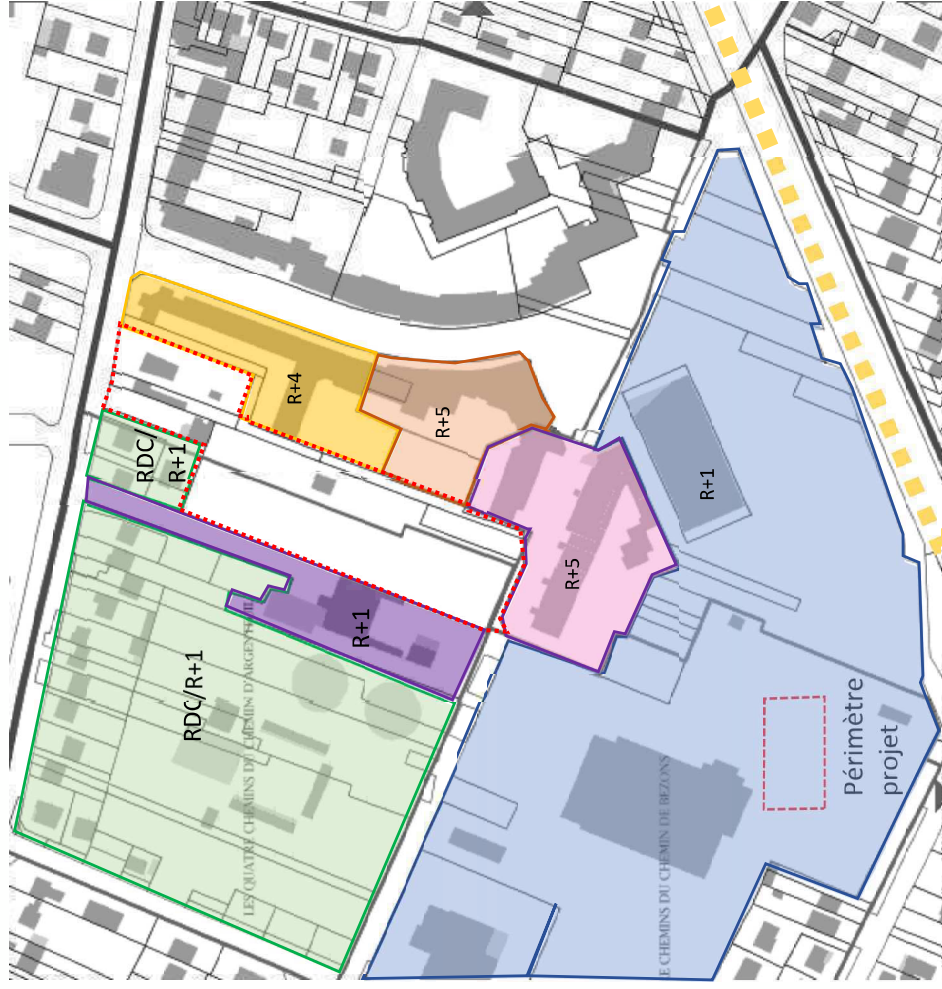 RDC/
R+1
R+4
R+5
RDC/R+1
R+1
R+5
R+1
LES QUATRE CHEMINS DU CHEMIN D'ARGENTEUIL
E CHEMINS DU CHEMIN DE BEZONS
Périmètre
projet